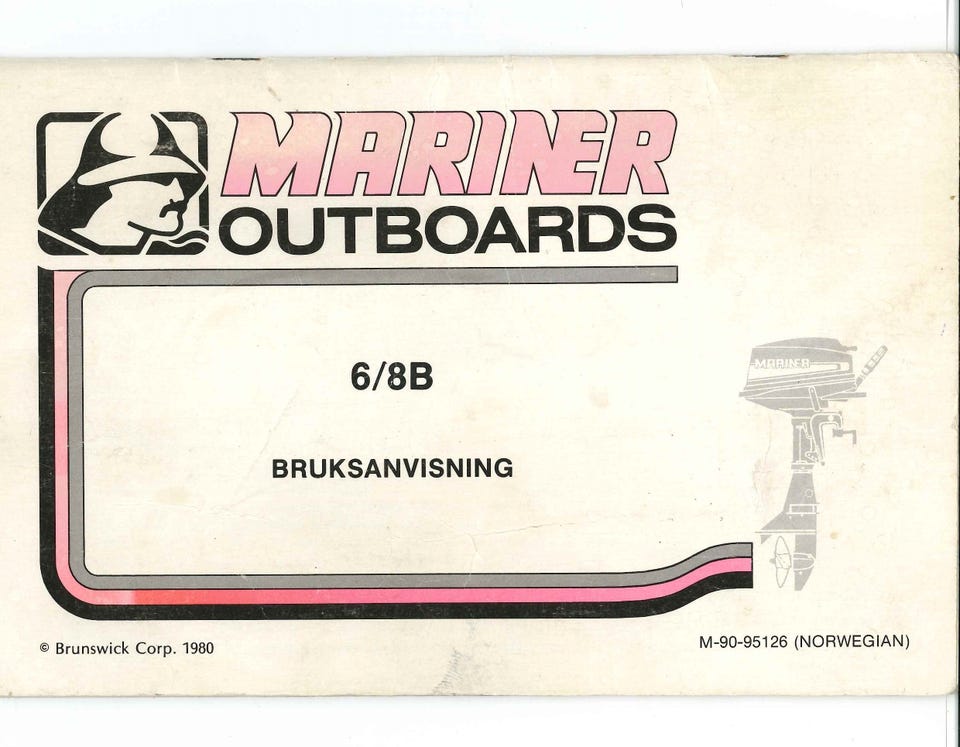 MARINER
OUTBOARDS
6/8B
BRUKSANVISNING
MARINER
© Brunswick Corp. 1980
M-90-95126 (NORWEGIAN)